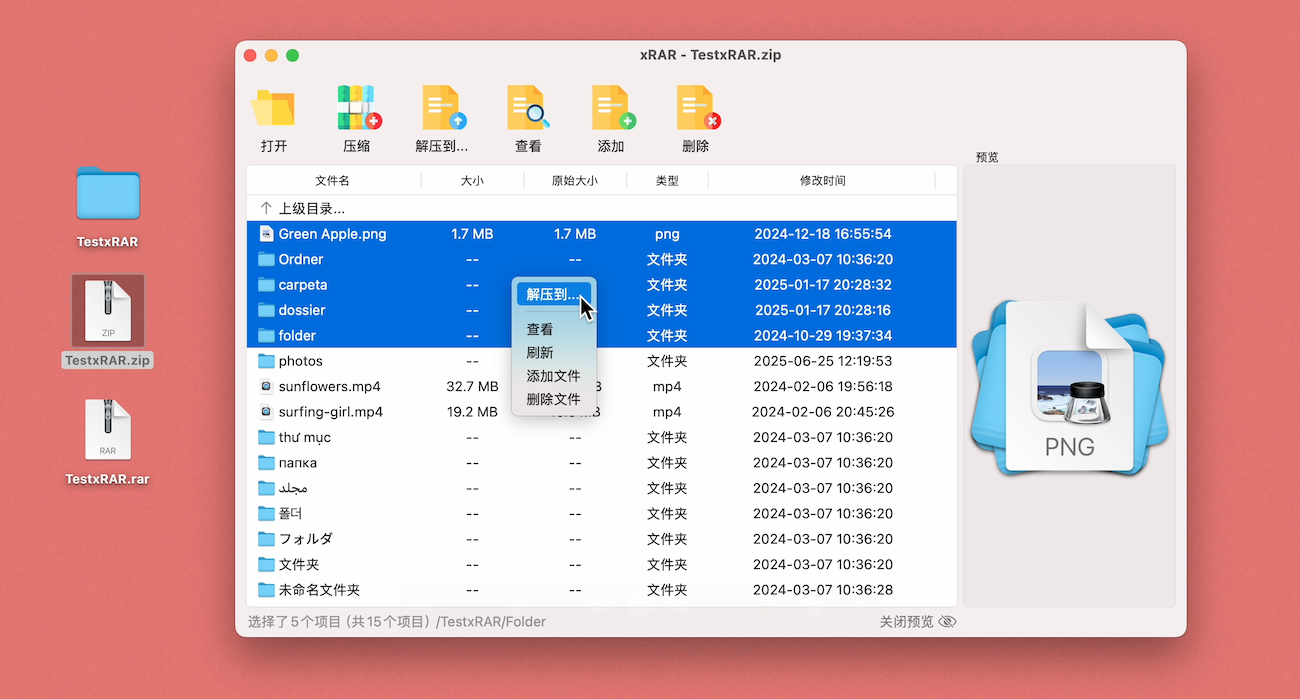 xRAR - TestxRAR.zip
打开 压缩 解压到... 查看 添加 删除
预览
文件名 大小 原始大小 类型 修改时间
↑ 上级目录...
Green Apple.png 1.7 MB 1.7 MB png 2024-12-18 16:55:54
Ordner -- -- 文件夹 2024-03-07 10:36:20
carpeta -- 文件夹 2025-01-17 20:28:32
dossier -- 文件夹 2025-01-17 20:28:16
folder -- 文件夹 2024-10-29 19:37:34
photos -- 文件夹 2025-06-25 12:19:53
sunflowers.mp4 32.7 MB mp4 2024-02-06 19:56:18
surfing-girl.mp4 19.2 MB mp4 2024-02-06 20:45:26
thư mục -- -- 文件夹 2024-03-07 10:36:20
папка -- -- 文件夹 2024-03-07 10:36:20
مجلد -- -- 文件夹 2024-03-07 10:36:20
폴더 -- -- 文件夹 2024-03-07 10:36:20
フォルダ -- -- 文件夹 2024-03-07 10:36:20
文件夹 -- -- 文件夹 2024-03-07 10:36:20
未命名文件夹 -- -- 文件夹 2024-03-07 10:36:28
解压到...
查看
刷新
添加文件
删除文件
PNG
选择了5个项目 (共15个项目) /TestxRAR/Folder 关闭预览
TestxRAR
ZIP
TestxRAR.zip
RAR
TestxRAR.rar